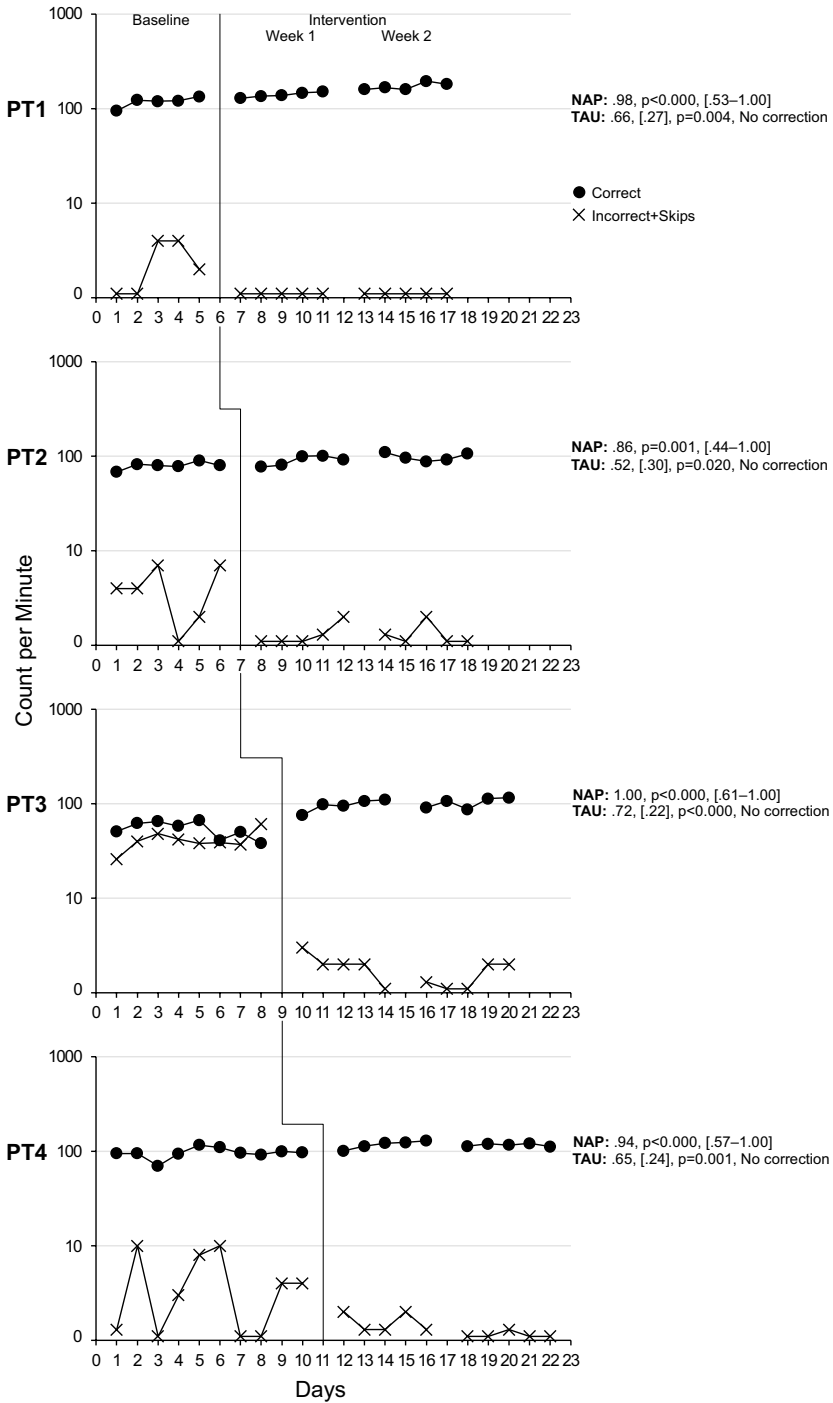 1000
Baseline
Intervention
Week 1
Week 2
PT1
100
NAP: .98, p<0.000, [.53–1.00]
TAU: .66, [.27], p=0.004, No correction
10
Correct
Incorrect+Skips
0
0 1 2 3 4 5 6 7 8 9 10 11 12 13 14 15 16 17 18 19 20 21 22 23
1000
PT2
100
NAP: .86, p=0.001, [.44–1.00]
TAU: .52, [.30], p=0.020, No correction
10
0
0 1 2 3 4 5 6 7 8 9 10 11 12 13 14 15 16 17 18 19 20 21 22 23
Count per Minute
1000
PT3
100
NAP: 1.00, p<0.000, [.61–1.00]
TAU: .72, [.22], p<0.000, No correction
10
0
0 1 2 3 4 5 6 7 8 9 10 11 12 13 14 15 16 17 18 19 20 21 22 23
1000
PT4
100
NAP: .94, p<0.000, [.57–1.00]
TAU: .65, [.24], p=0.001, No correction
10
0
0 1 2 3 4 5 6 7 8 9 10 11 12 13 14 15 16 17 18 19 20 21 22 23
Days